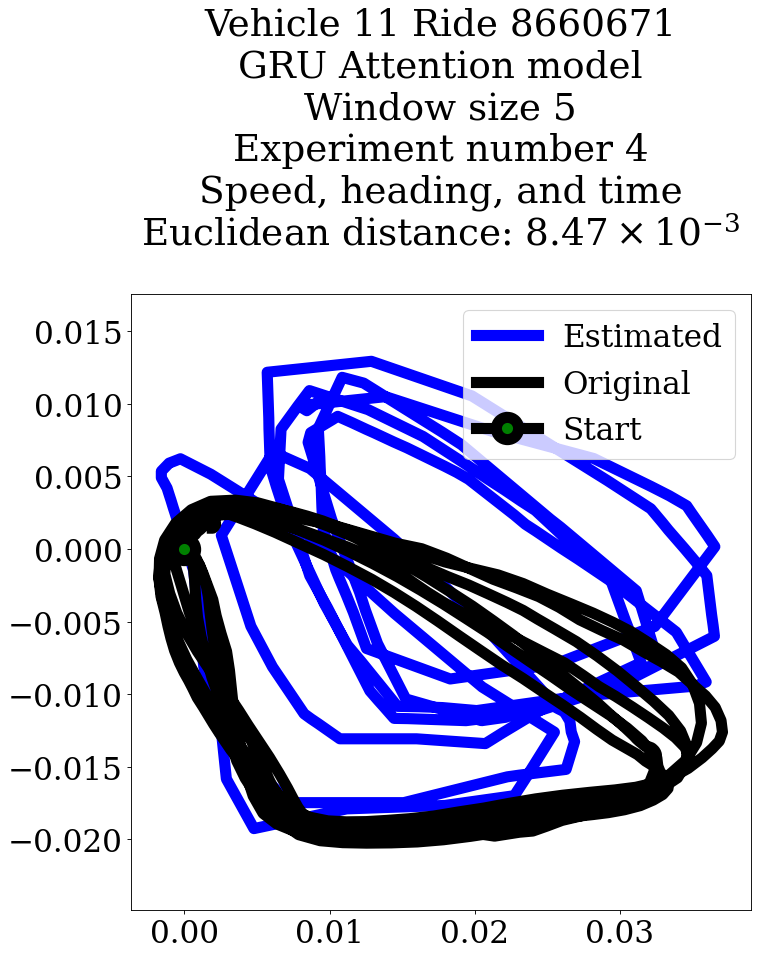 Vehicle 11 Ride 8660671
GRU Attention model
Window size 5
Experiment number 4
Speed, heading, and time
Euclidean distance: 8.47 × 10⁻³
Estimated
Original
Start
0.015
0.010
0.005
0.000
−0.005
−0.010
−0.015
−0.020
0.00 0.01 0.02 0.03